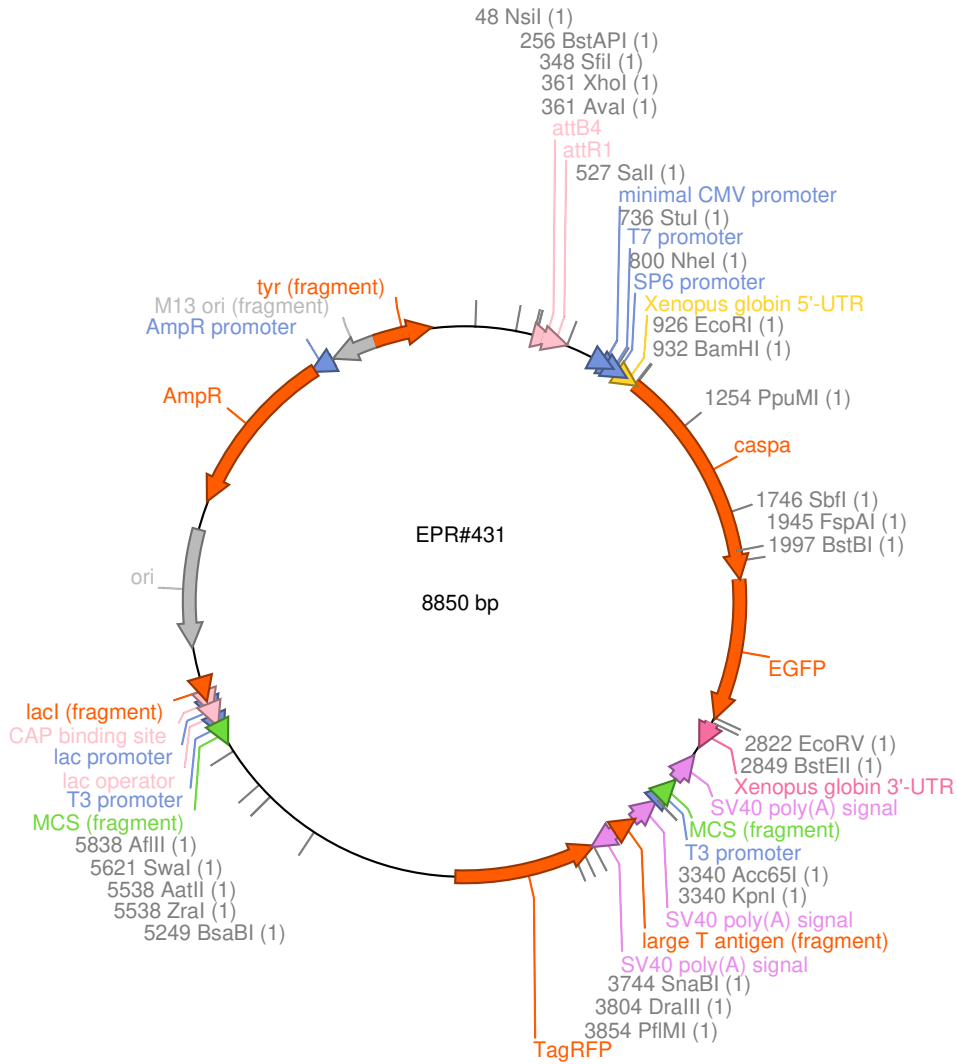 48 NsiI (1)
256 BstAPI (1)
348 SfiI (1)
361 XhoI (1)
361 AvaI (1)
attB4
attR1
527 SalI (1)
minimal CMV promoter
736 StuI (1)
T7 promoter
800 NheI (1)
SP6 promoter
Xenopus globin 5'-UTR
926 EcoRI (1)
932 BamHI (1)
1254 PpuMI (1)
caspa
1746 SbfI (1)
1945 FspAI (1)
1997 BstBI (1)
EGFP
2822 EcoRV (1)
2849 BstEII (1)
Xenopus globin 3'-UTR
SV40 poly(A) signal
MCS (fragment)
T3 promoter
3340 Acc65I (1)
3340 KpnI (1)
SV40 poly(A) signal
large T antigen (fragment)
SV40 poly(A) signal
3744 SnaBI (1)
3804 DraIII (1)
3854 PflMI (1)
TagRFP
5249 BsaBI (1)
5538 ZraI (1)
5538 AatII (1)
5621 SwaI (1)
5838 AflII (1)
MCS (fragment)
T3 promoter
lac operator
lac promoter
CAP binding site
lacI (fragment)
ori
AmpR
AmpR promoter
M13 ori (fragment)
tyr (fragment)
EPR#431
8850 bp